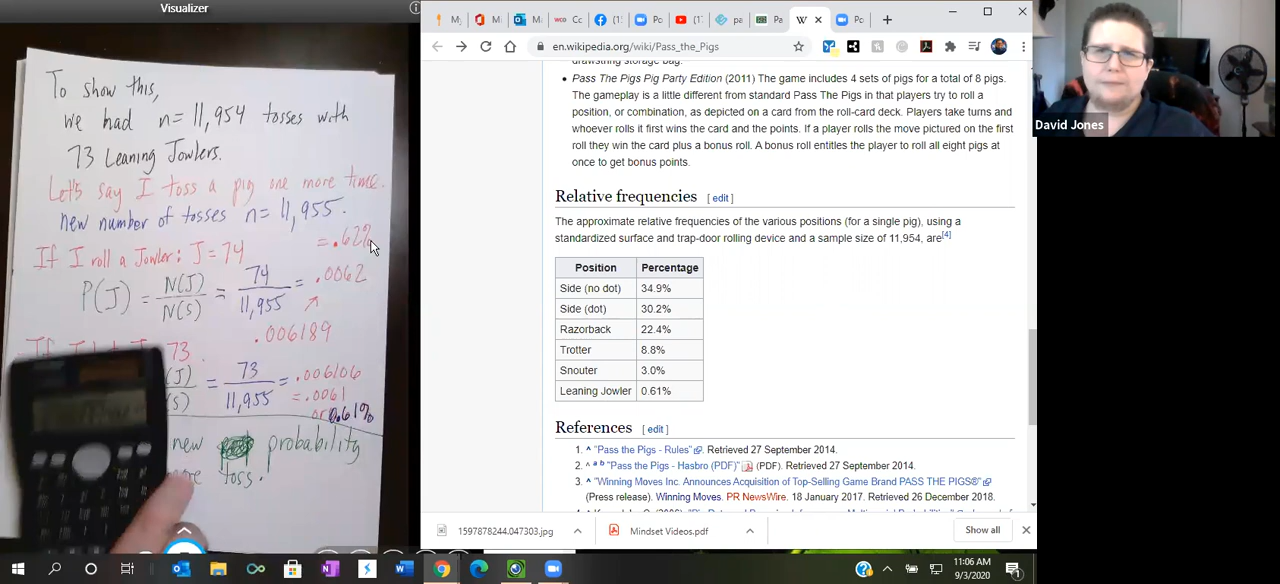 Visualizer
To show this,
we had n= 11,954 tosses with
73 Leaning Jowlers.
Let's say I toss a pig one more time.
new number of tosses n= 11,955.
= .62%
If I roll a Jowler: J = 74
P(J) = N(J)/N(S) = 74/11,955 = .0062
.006189
73
(J)/(S) = 73/11,955 = .006106
= .0061
or 0.61%
new probability
toss.
en.wikipedia.org/wiki/Pass_the_Pigs
drawstring storage bag.
• Pass The Pigs Pig Party Edition (2011) The game includes 4 sets of pigs for a total of 8 pigs.
The gameplay is a little different from standard Pass The Pigs in that players try to roll a
position, or combination, as depicted on a card from the roll-card deck. Players take turns and
whoever rolls it first wins the card and the points. If a player rolls the move pictured on the first
roll they win the card plus a bonus roll. A bonus roll entitles the player to roll all eight pigs at
once to get bonus points.
Relative frequencies [ edit ]
The approximate relative frequencies of the various positions (for a single pig), using a
standardized surface and trap-door rolling device and a sample size of 11,954, are[4]
Position Percentage
Side (no dot) 34.9%
Side (dot) 30.2%
Razorback 22.4%
Trotter 8.8%
Snouter 3.0%
Leaning Jowler 0.61%
References [ edit ]
1. ^ "Pass the Pigs - Rules". Retrieved 27 September 2014.
2. ^ a b "Pass the Pigs - Hasbro (PDF)" (PDF). Retrieved 27 September 2014.
3. ^ "Winning Moves Inc. Announces Acquisition of Top-Selling Game Brand PASS THE PIGS®"
(Press release). Winning Moves. PR NewsWire. 18 January 2017. Retrieved 26 December 2018.
David Jones
1597878244.047303.jpg
Mindset Videos.pdf
Show all
11:06 AM
9/3/2020